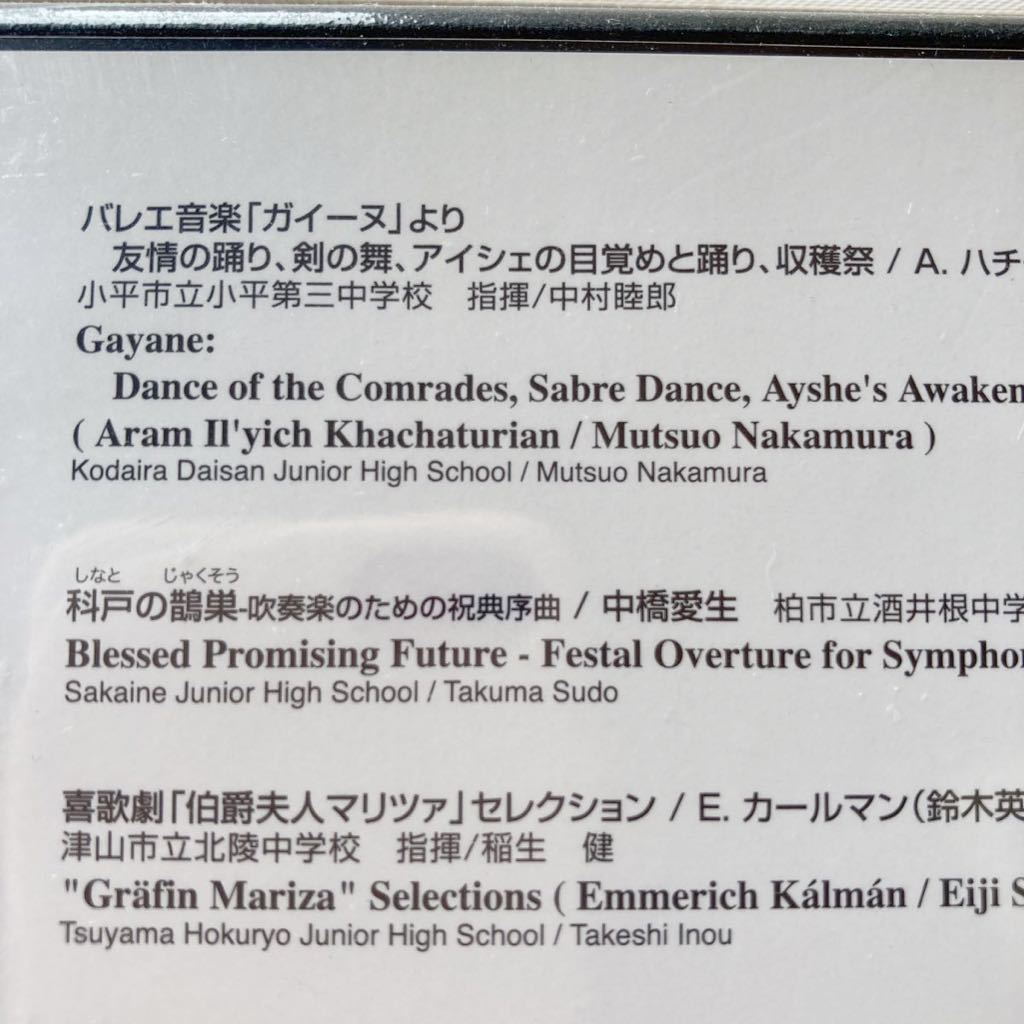 バレエ音楽「ガイーヌ」より
友情の踊り、剣の舞、アイシェの目覚めと踊り、収穫祭 / A. ハチ
小平市立小平第三中学校　指揮/中村睦郎
Gayane:
Dance of the Comrades, Sabre Dance, Ayshe's Awaken
( Aram Il'yich Khachaturian / Mutsuo Nakamura )
Kodaira Daisan Junior High School / Mutsuo Nakamura
しなと　じゃくそう
科戸の鵲巣-吹奏楽のための祝典序曲 / 中橋愛生　柏市立酒井根中学
Blessed Promising Future - Festal Overture for Sympho
Sakaine Junior High School / Takuma Sudo
喜歌劇「伯爵夫人マリツァ」セレクション / E. カールマン（鈴木英
津山市立北陵中学校　指揮/稲生　健
"Gräfin Mariza" Selections ( Emmerich Kálmán / Eiji S
Tsuyama Hokuryo Junior High School / Takeshi Inou